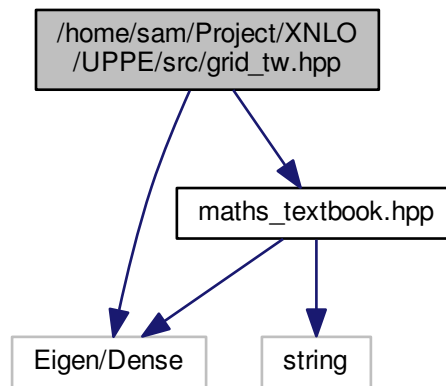 /home/sam/Project/XNLO
/UPPE/src/grid_tw.hpp
maths_textbook.hpp
Eigen/Dense
string